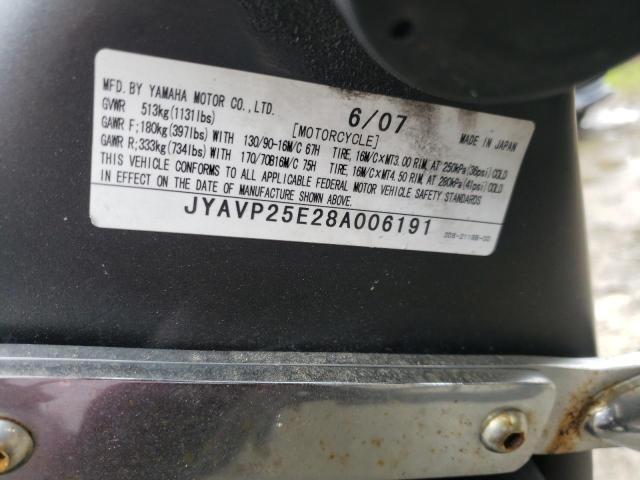 MFD. BY YAMAHA MOTOR CO., LTD. 6/07 MADE IN JAPAN
GVWR 513kg(1131lbs) [MOTORCYCLE]
GAWR F;180kg(397lbs) WITH 130/90-16M/C 67H TIRE, 16M/C×MT3.00 RIM, AT 250kPa(36psi) COLD
GAWR R;333kg(734lbs) WITH 170/70B16M/C 75H TIRE, 16M/C×MT4.50 RIM, AT 280kPa(41psi) COLD
THIS VEHICLE CONFORMS TO ALL APPLICABLE FEDERAL MOTOR VEHICLE SAFETY STANDARDS
IN EFFECT ON THE DATE OF MANUFACTURE SHOWN ABOVE.
JYAVP25E28A006191